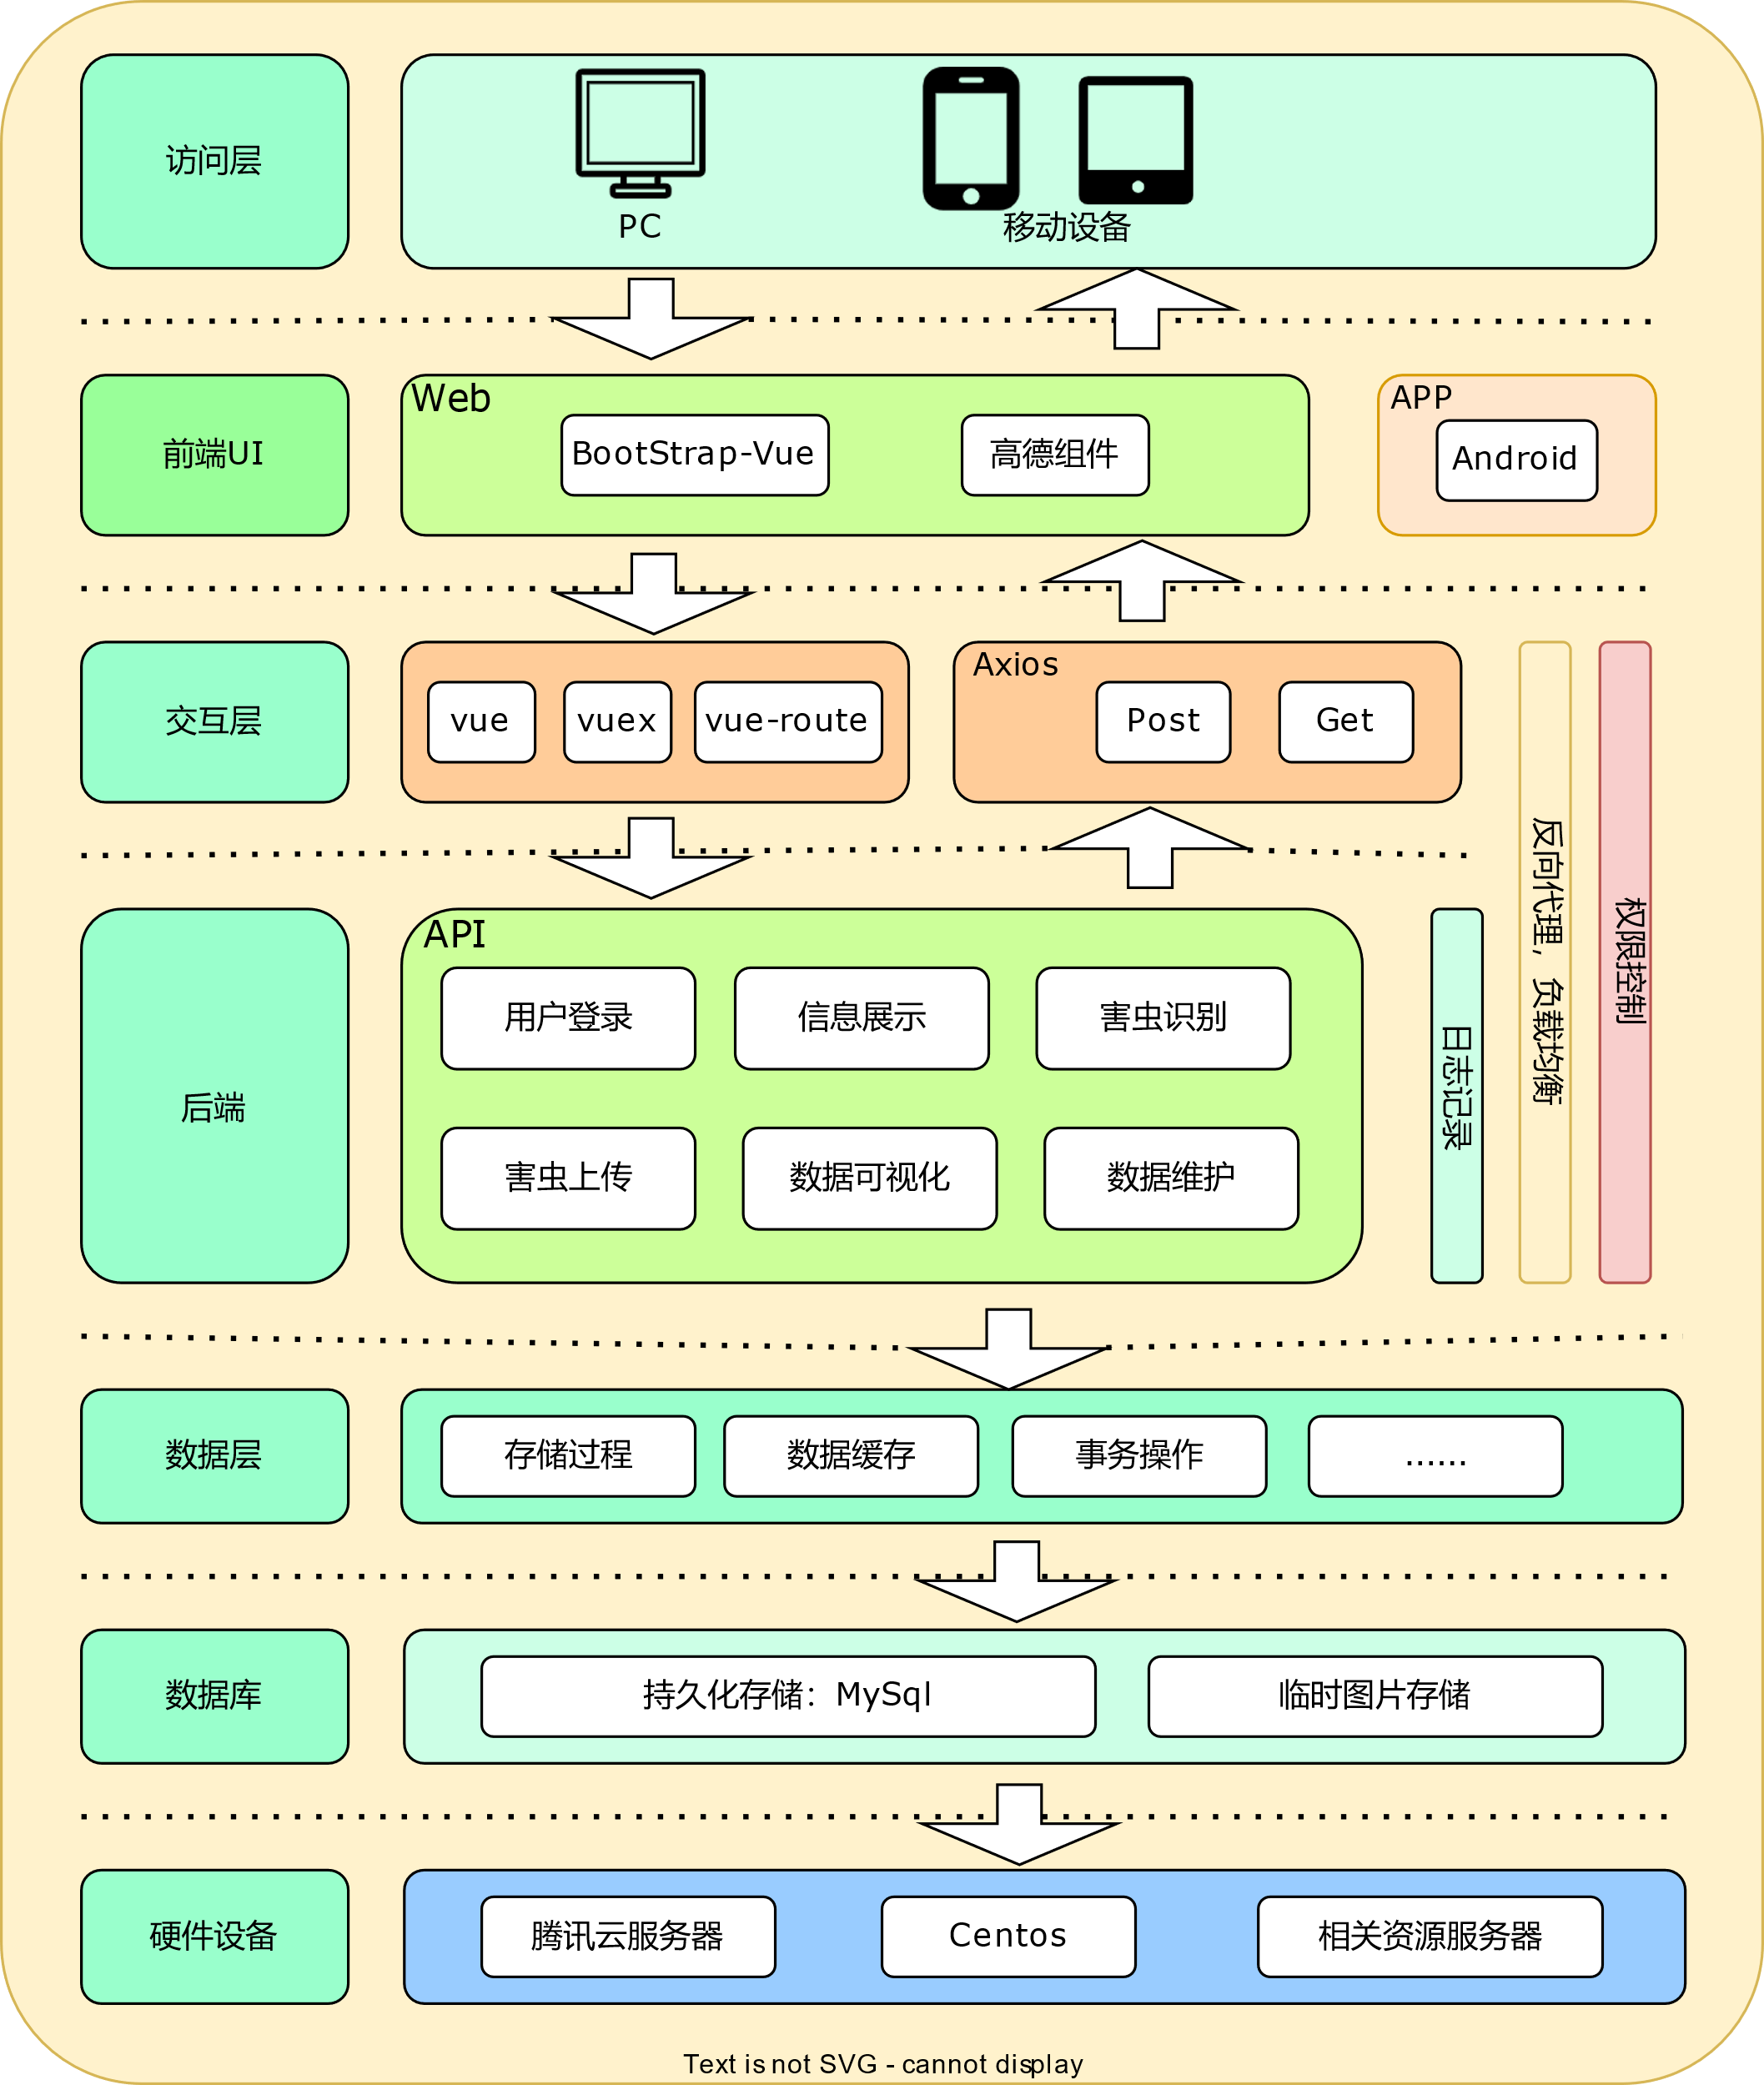 访问层
PC
移动设备
前端UI
Web
BootStrap-Vue
高德组件
APP
Android
交互层
vue
vuex
vue-route
Axios
Post
Get
反向代理，负载均衡
权限控制
后端
API
用户登录
信息展示
害虫识别
害虫上传
数据可视化
数据维护
日志记录
数据层
存储过程
数据缓存
事务操作
......
数据库
持久化存储：MySql
临时图片存储
硬件设备
腾讯云服务器
Centos
相关资源服务器
Text is not SVG - cannot display